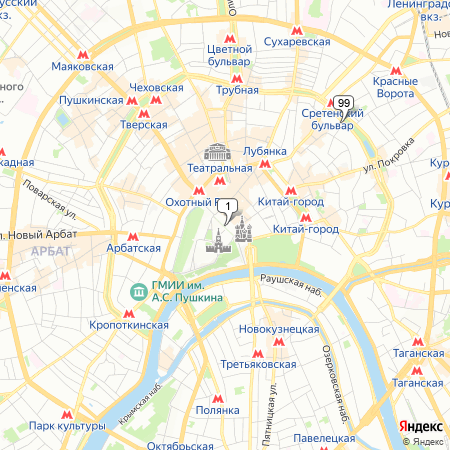 Ленинград
вкз.
Цветной
бульвар
Сухаревская
Маяковская
Чеховская
Трубная
Красные
Ворота
Пушкинская
Тверская
99
Сретенский
бульвар
Лубянка
ул. Покровка
Театральная
Поварская ул.
Охотный
Китай-город
1
Китай-город
Новый Арбат
АРБАТ
Арбатская
ГМИИ им.
А.С. Пушкина
Раушская наб.
Кропоткинская
Новокузнецкая
Таганская
Третьяковская
Озерковская наб.
Таганская
Крымская наб.
Полянка
Пятницкая ул.
Парк культуры
Октябрьская
Павелецкая
Яндекс
© Яндекс